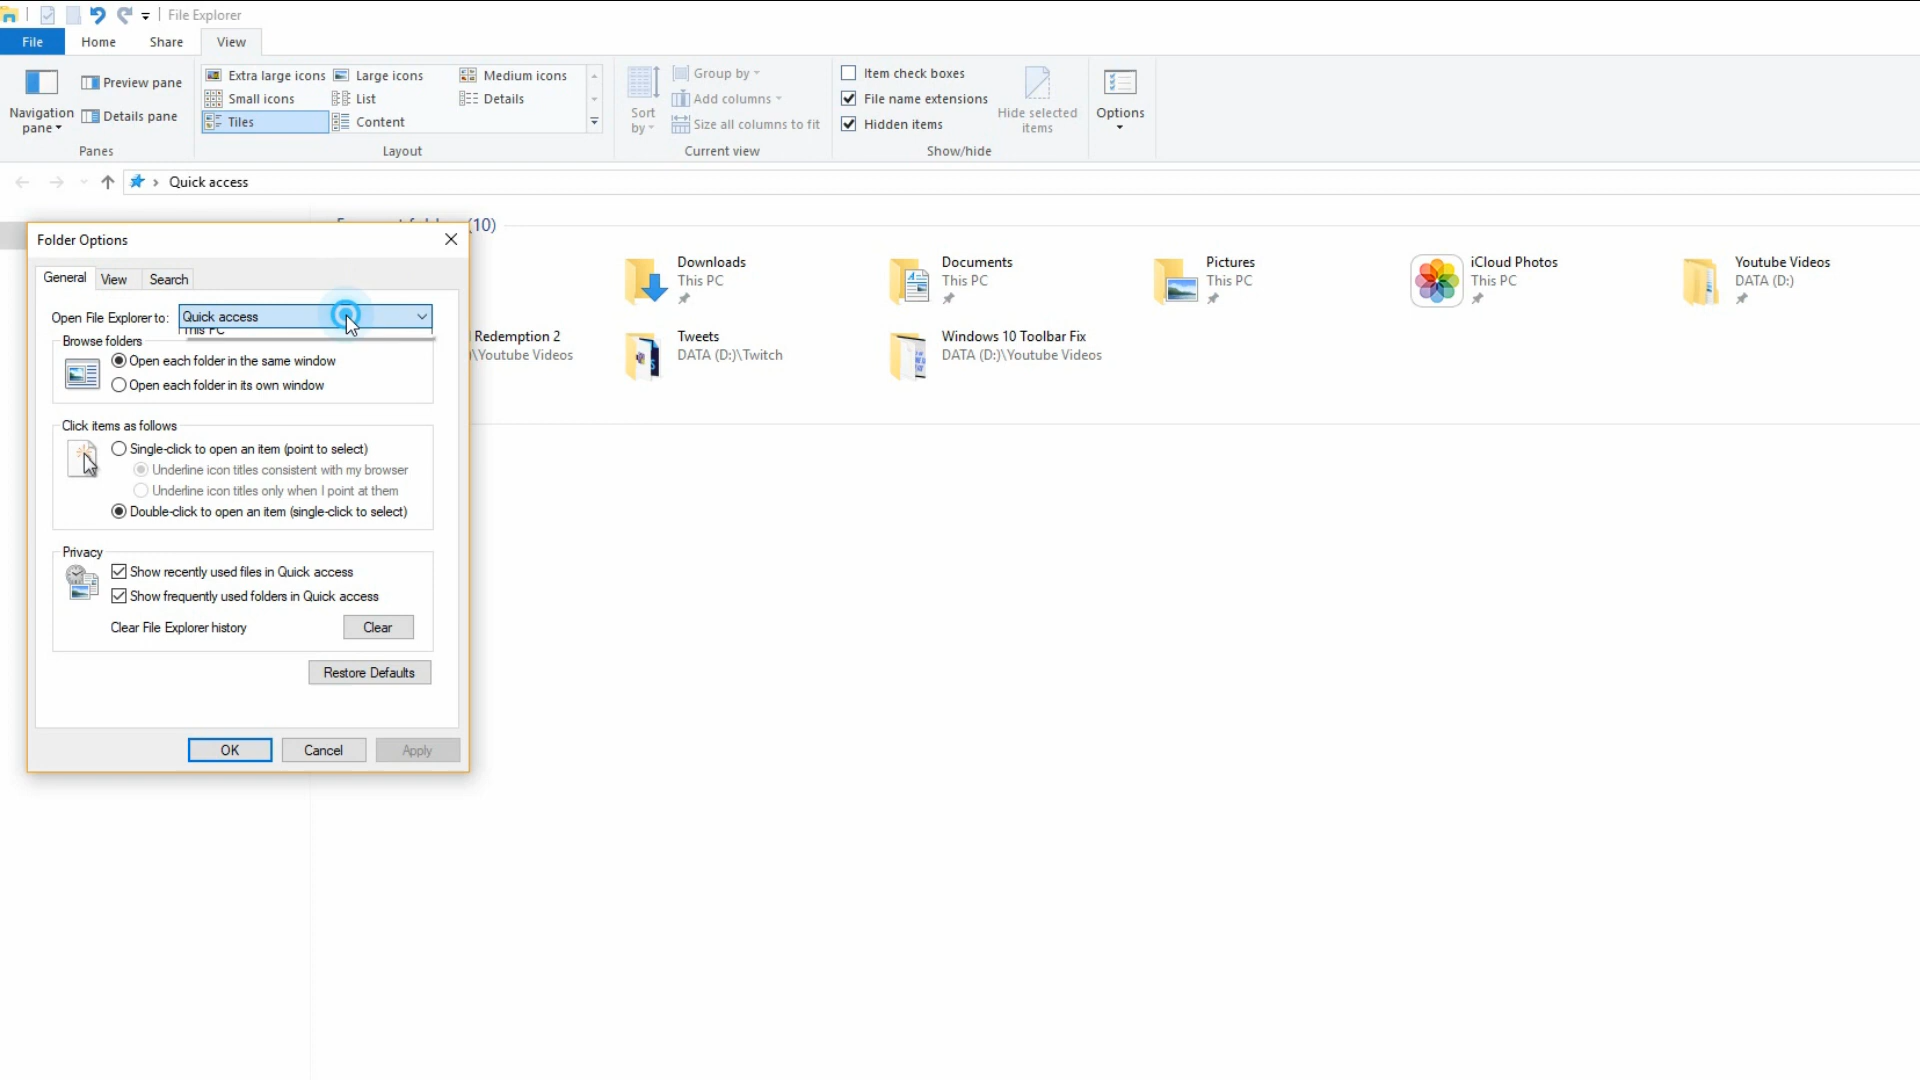 File Explorer
File Home Share View
Navigation pane
Preview pane
Details pane
Panes
Extra large icons Large icons Medium icons
Small icons List Details
Tiles Content
Layout
Sort by
Group by
Add columns
Size all columns to fit
Current view
Item check boxes
File name extensions
Hidden items
Hide selected items
Show/hide
Options
Quick access
(10)
Downloads
This PC
Documents
This PC
Pictures
This PC
iCloud Photos
This PC
Youtube Videos
DATA (D:)
Redemption 2
\Youtube Videos
Tweets
DATA (D:)\Twitch
Windows 10 Toolbar Fix
DATA (D:)\Youtube Videos
Folder Options
General View Search
Open File Explorer to: Quick access
This PC
Browse folders
Open each folder in the same window
Open each folder in its own window
Click items as follows
Single-click to open an item (point to select)
Underline icon titles consistent with my browser
Underline icon titles only when I point at them
Double-click to open an item (single-click to select)
Privacy
Show recently used files in Quick access
Show frequently used folders in Quick access
Clear File Explorer history Clear
Restore Defaults
OK Cancel Apply